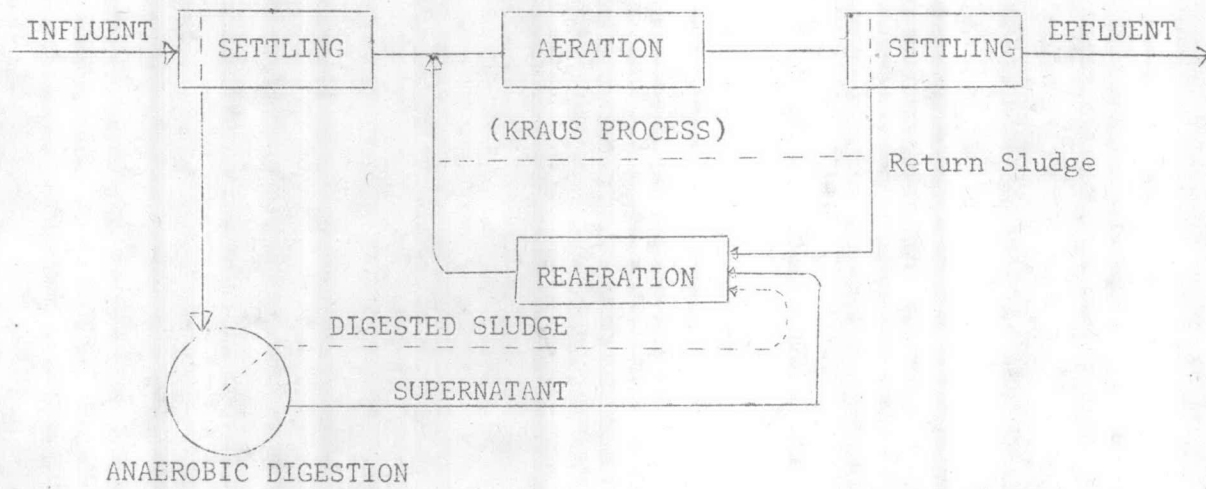 INFLUENT
SETTLING
AERATION
SETTLING
EFFLUENT
(KRAUS PROCESS)
Return Sludge
REAERATION
DIGESTED SLUDGE
SUPERNATANT
ANAEROBIC DIGESTION